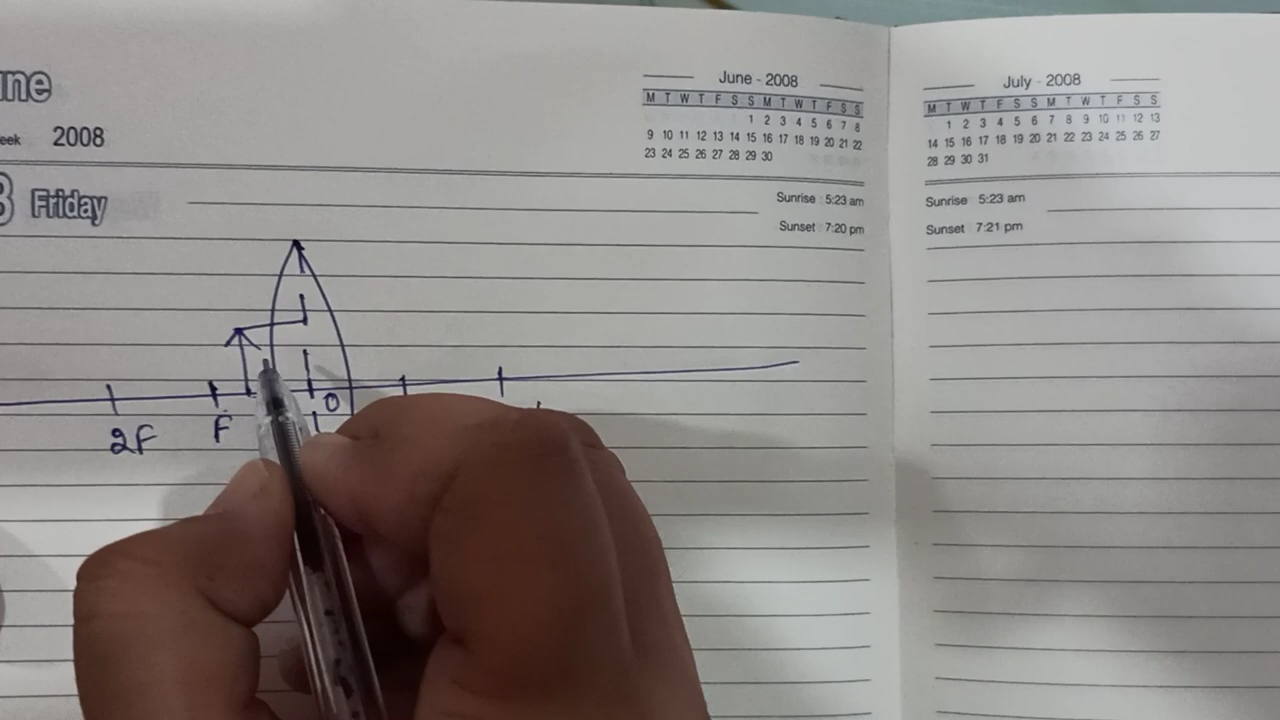 une
eek 2008
3 Friday
June - 2008
M T W T F S S M T W T F S S
1 2 3 4 5 6 7 8
9 10 11 12 13 14 15 16 17 18 19 20 21 22
23 24 25 26 27 28 29 30
Sunrise : 5:23 am
Sunset : 7:20 pm
2F F O
July - 2008
M T W T F S S M T W T F S S
1 2 3 4 5 6 7 8 9 10 11 12 13
14 15 16 17 18 19 20 21 22 23 24 25 26 27
28 29 30 31
Sunrise 5:23 am
Sunset 7:21 pm